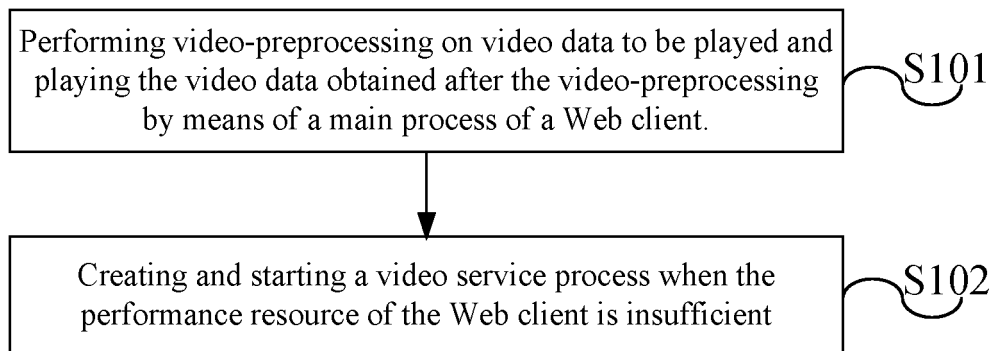 Performing video-preprocessing on video data to be played and
playing the video data obtained after the video-preprocessing
by means of a main process of a Web client.
S101
Creating and starting a video service process when the
performance resource of the Web client is insufficient
S102